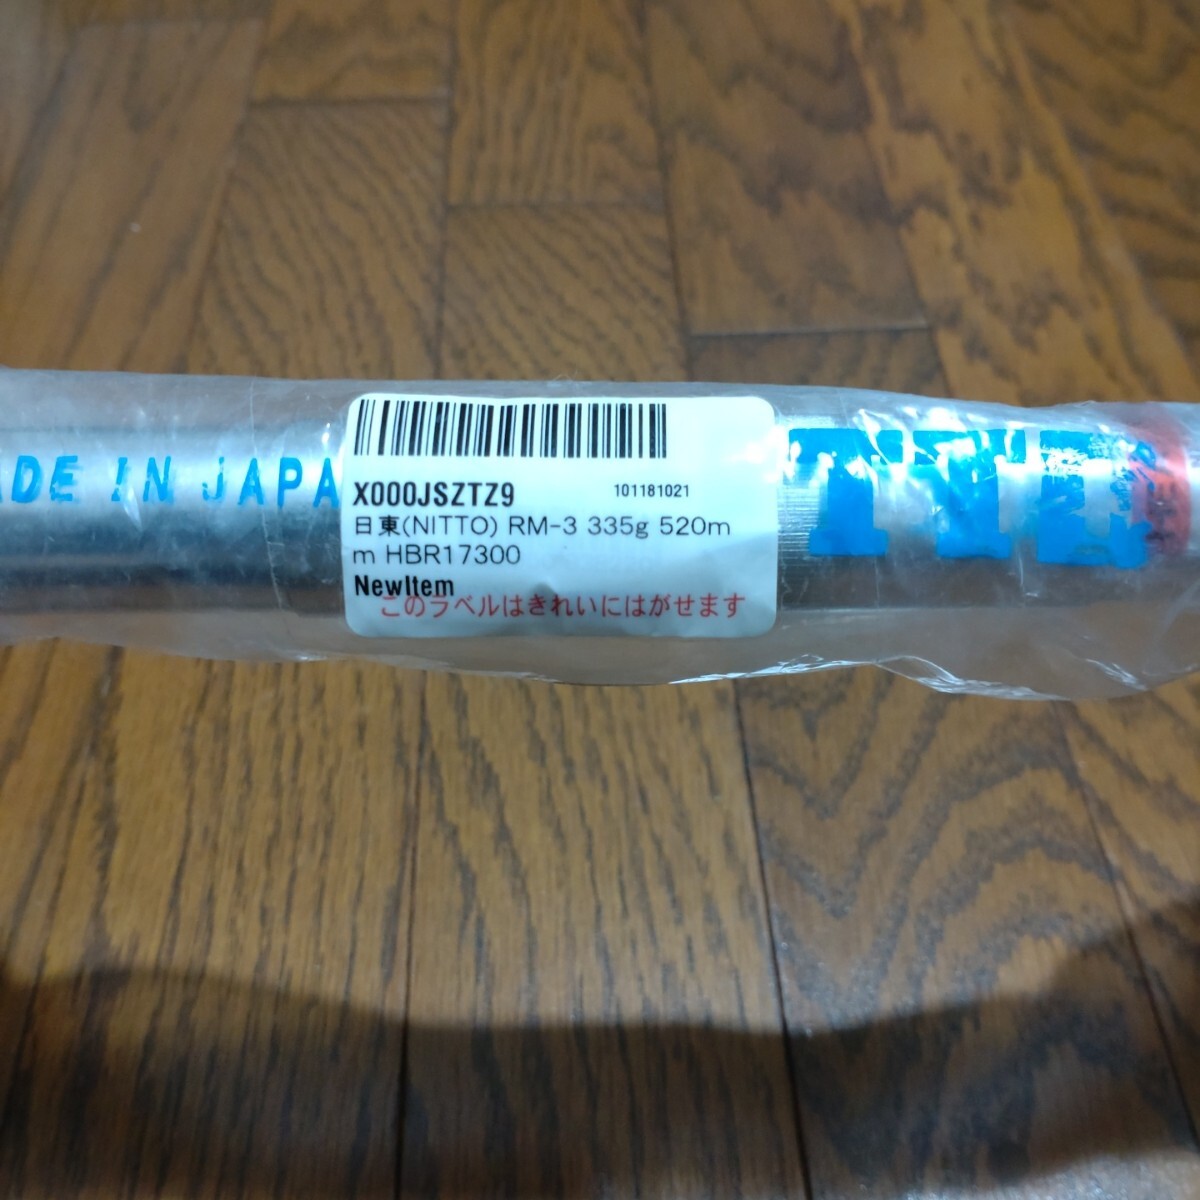 ADE IN JAPA
X000JSZTZ9 101181021
日東(NITTO) RM-3 335g 520m
m HBR17300
NewItem
このラベルはきれいにはがせます